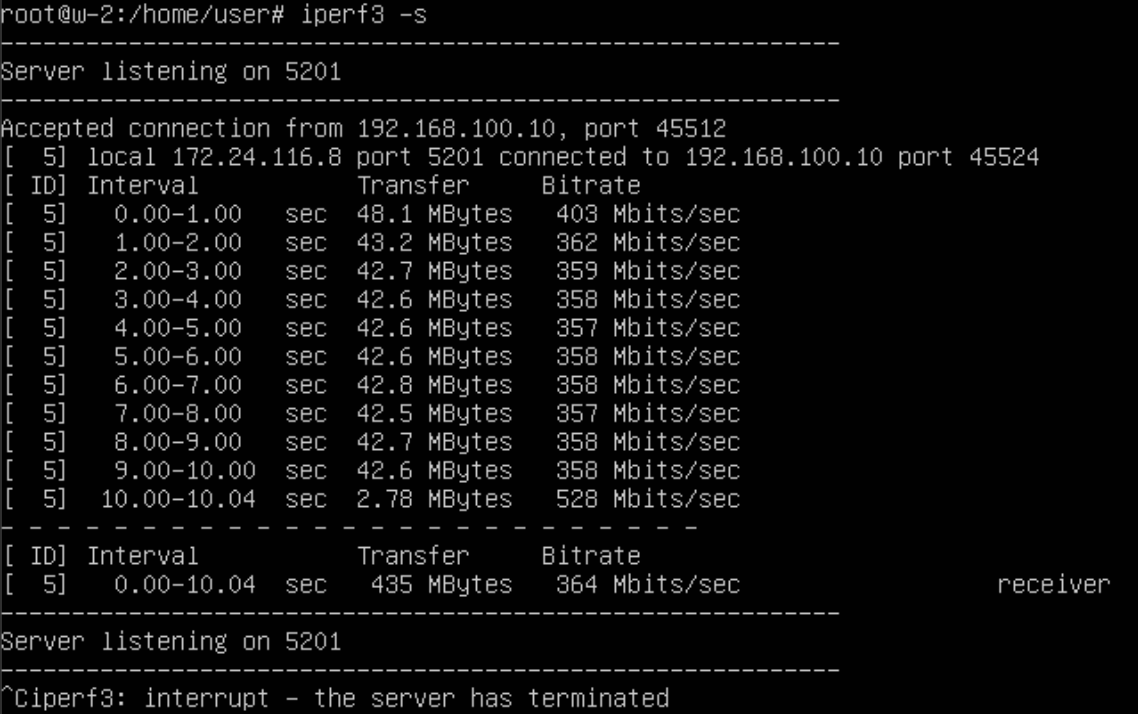 root@w-2:/home/user# iperf3 -s
-----------------------------------------------------------
Server listening on 5201
-----------------------------------------------------------
Accepted connection from 192.168.100.10, port 45512
[  5] local 172.24.116.8 port 5201 connected to 192.168.100.10 port 45524
[ ID] Interval           Transfer     Bitrate
[  5]   0.00-1.00   sec  48.1 MBytes   403 Mbits/sec
[  5]   1.00-2.00   sec  43.2 MBytes   362 Mbits/sec
[  5]   2.00-3.00   sec  42.7 MBytes   359 Mbits/sec
[  5]   3.00-4.00   sec  42.6 MBytes   358 Mbits/sec
[  5]   4.00-5.00   sec  42.6 MBytes   357 Mbits/sec
[  5]   5.00-6.00   sec  42.6 MBytes   358 Mbits/sec
[  5]   6.00-7.00   sec  42.8 MBytes   358 Mbits/sec
[  5]   7.00-8.00   sec  42.5 MBytes   357 Mbits/sec
[  5]   8.00-9.00   sec  42.7 MBytes   358 Mbits/sec
[  5]   9.00-10.00  sec  42.6 MBytes   358 Mbits/sec
[  5]  10.00-10.04  sec  2.78 MBytes   528 Mbits/sec
- - - - - - - - - - - - - - - - - - - - - - - - -
[ ID] Interval           Transfer     Bitrate
[  5]   0.00-10.04  sec   435 MBytes   364 Mbits/sec                  receiver
-----------------------------------------------------------
Server listening on 5201
-----------------------------------------------------------
^Ciperf3: interrupt - the server has terminated